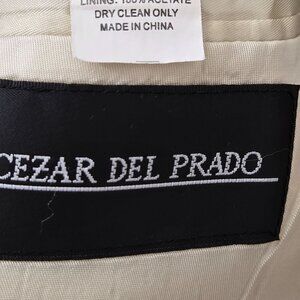 LINING: 100% ACETATE
DRY CLEAN ONLY
MADE IN CHINA
CEZAR DEL PRADO